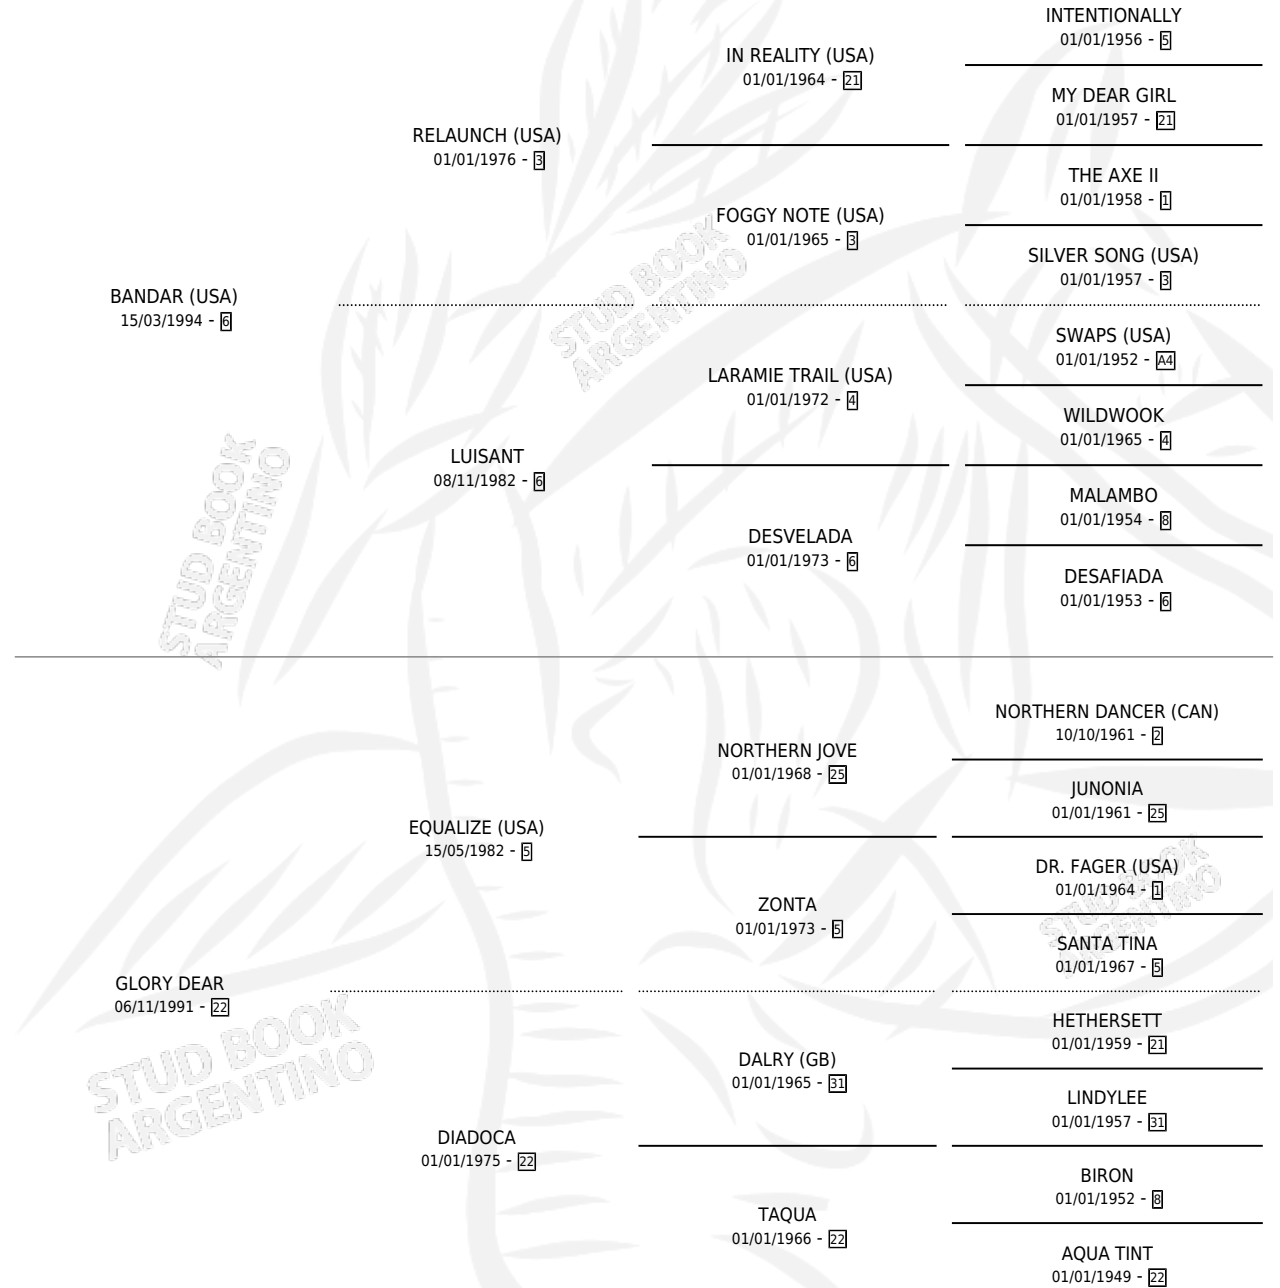 INTENTIONALLY
01/01/1956 - 5
IN REALITY (USA)
01/01/1964 - 21
MY DEAR GIRL
01/01/1957 - 21
RELAUNCH (USA)
01/01/1976 - 3
THE AXE II
01/01/1958 - 1
FOGGY NOTE (USA)
01/01/1965 - 3
SILVER SONG (USA)
01/01/1957 - 3
BANDAR (USA)
15/03/1994 - 6
SWAPS (USA)
01/01/1952 - A4
LARAMIE TRAIL (USA)
01/01/1972 - 4
WILDWOOK
01/01/1965 - 4
LUISANT
08/11/1982 - 6
MALAMBO
01/01/1954 - 8
DESVELADA
01/01/1973 - 6
DESAFIADA
01/01/1953 - 6
NORTHERN DANCER (CAN)
10/10/1961 - 2
NORTHERN JOVE
01/01/1968 - 25
JUNONIA
01/01/1961 - 25
EQUALIZE (USA)
15/05/1982 - 5
DR. FAGER (USA)
01/01/1964 - 1
ZONTA
01/01/1973 - 5
SANTA TINA
01/01/1967 - 5
GLORY DEAR
06/11/1991 - 22
HETHERSETT
01/01/1959 - 21
DALRY (GB)
01/01/1965 - 31
LINDYLEE
01/01/1957 - 31
DIADOCA
01/01/1975 - 22
BIRON
01/01/1952 - 8
TAQUA
01/01/1966 - 22
AQUA TINT
01/01/1949 - 22
STUD BOOK
ARGENTINO
STUD BOOK
ARGENTINO
STUD BOOK
ARGENTINO
STUD BOOK
ARGENTINO